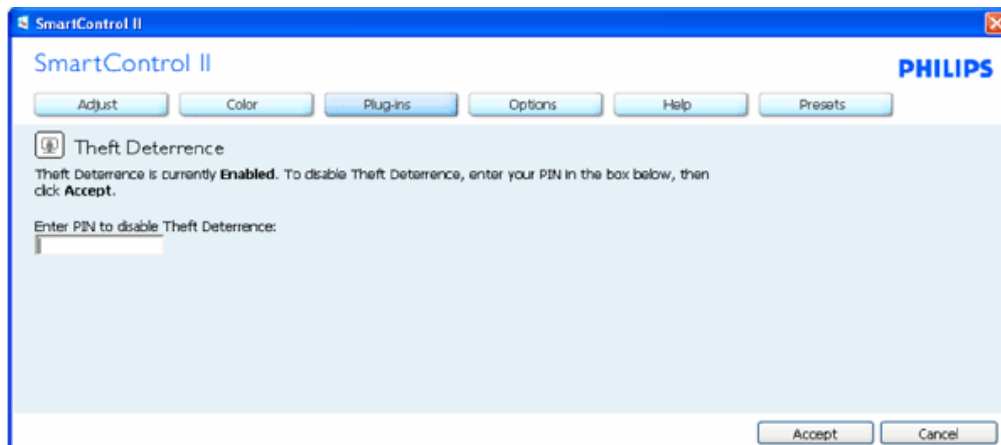 SmartControl II
SmartControl II
PHILIPS
Adjust Color Plug-ins Options Help Presets
Theft Deterrence
Theft Deterrence is currently Enabled. To disable Theft Deterrence, enter your PIN in the box below, then
click Accept.
Enter PIN to disable Theft Deterrence:
Accept Cancel